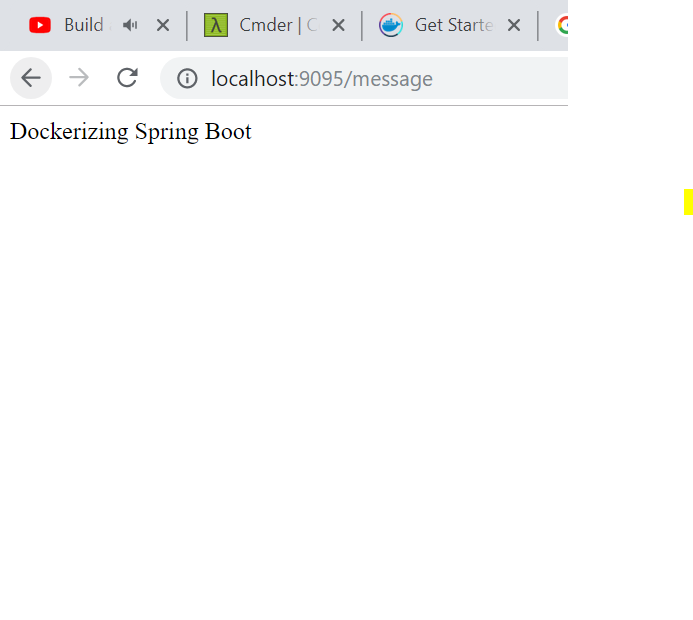 Build
Cmder | C
Get Starte
localhost:9095/message
Dockerizing Spring Boot